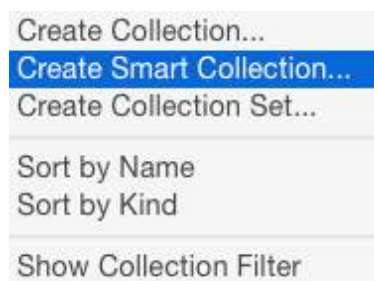 Create Collection...
Create Smart Collection...
Create Collection Set...
Sort by Name
Sort by Kind
Show Collection Filter